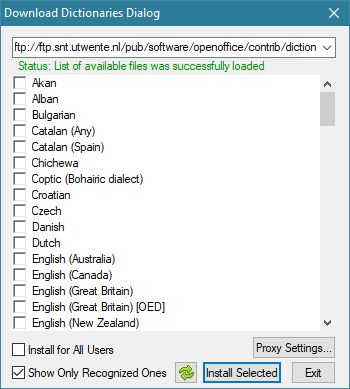 Download Dictionaries Dialog
ftp://ftp.snt.utwente.nl/pub/software/openoffice/contrib/diction
Status: List of available files was successfully loaded
Akan
Alban
Bulgarian
Catalan (Any)
Catalan (Spain)
Chichewa
Coptic (Bohairic dialect)
Croatian
Czech
Danish
Dutch
English (Australia)
English (Canada)
English (Great Britain)
English (Great Britain) [OED]
English (New Zealand)
Install for All Users
Proxy Settings...
Show Only Recognized Ones
Install Selected
Exit